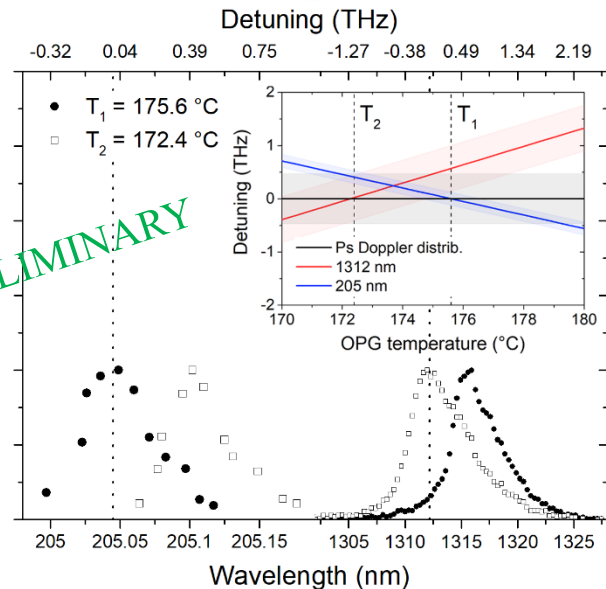 Detuning (THz)
-0.32 0.04 0.39 0.75 -1.27 -0.38 0.49 1.34 2.19
T1 = 175.6 °C
T2 = 172.4 °C
T2 T1
Detuning (THz)
2
1
0
-1
-2
Ps Doppler distrib.
1312 nm
205 nm
170 172 174 176 178 180
OPG temperature (°C)
LIMINARY
205 205.05 205.1 205.15 1305 1310 1315 1320 1325
Wavelength (nm)